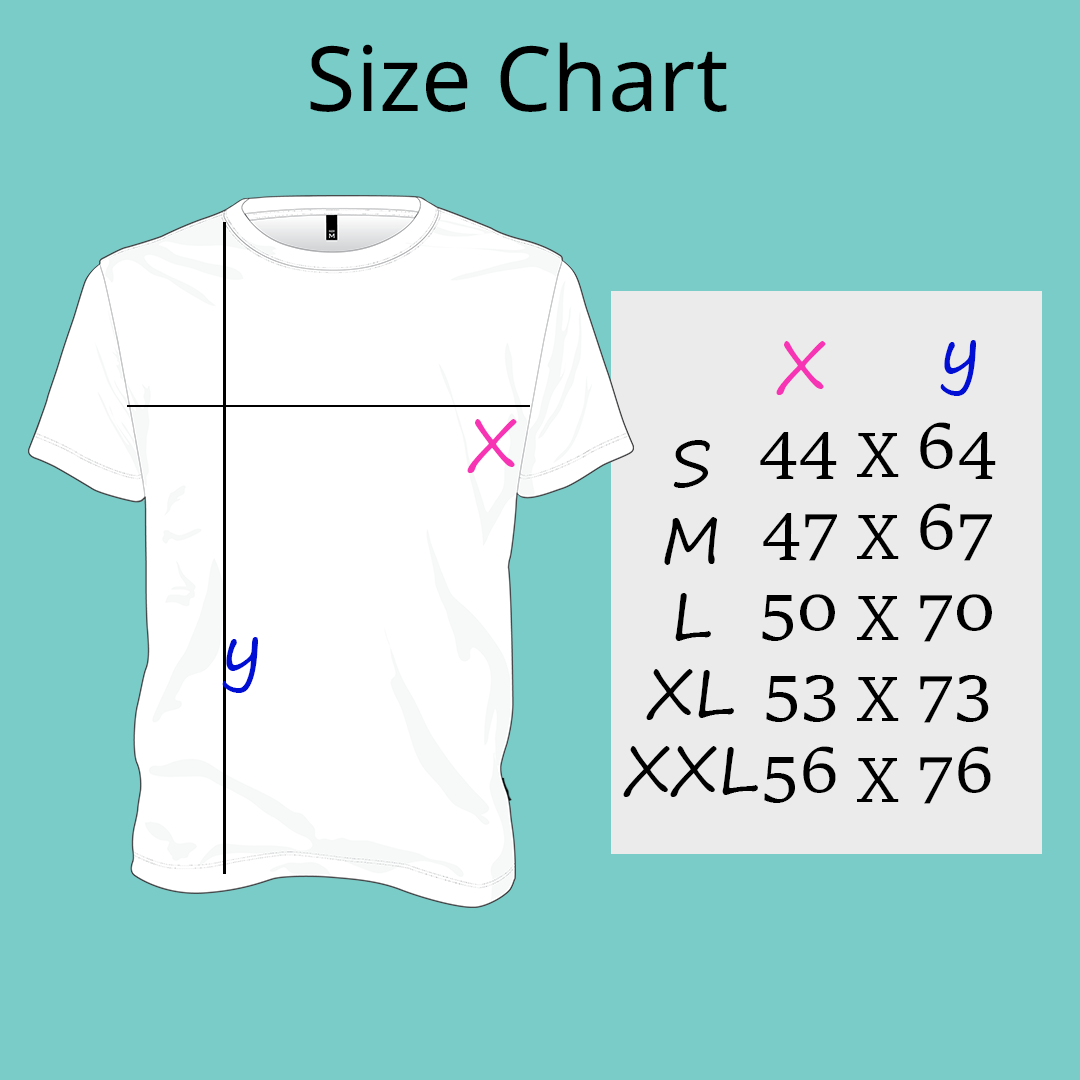 Size Chart
M
X
y
X y
S 44 X 64
M 47 X 67
L 50 X 70
XL 53 X 73
XXL 56 X 76